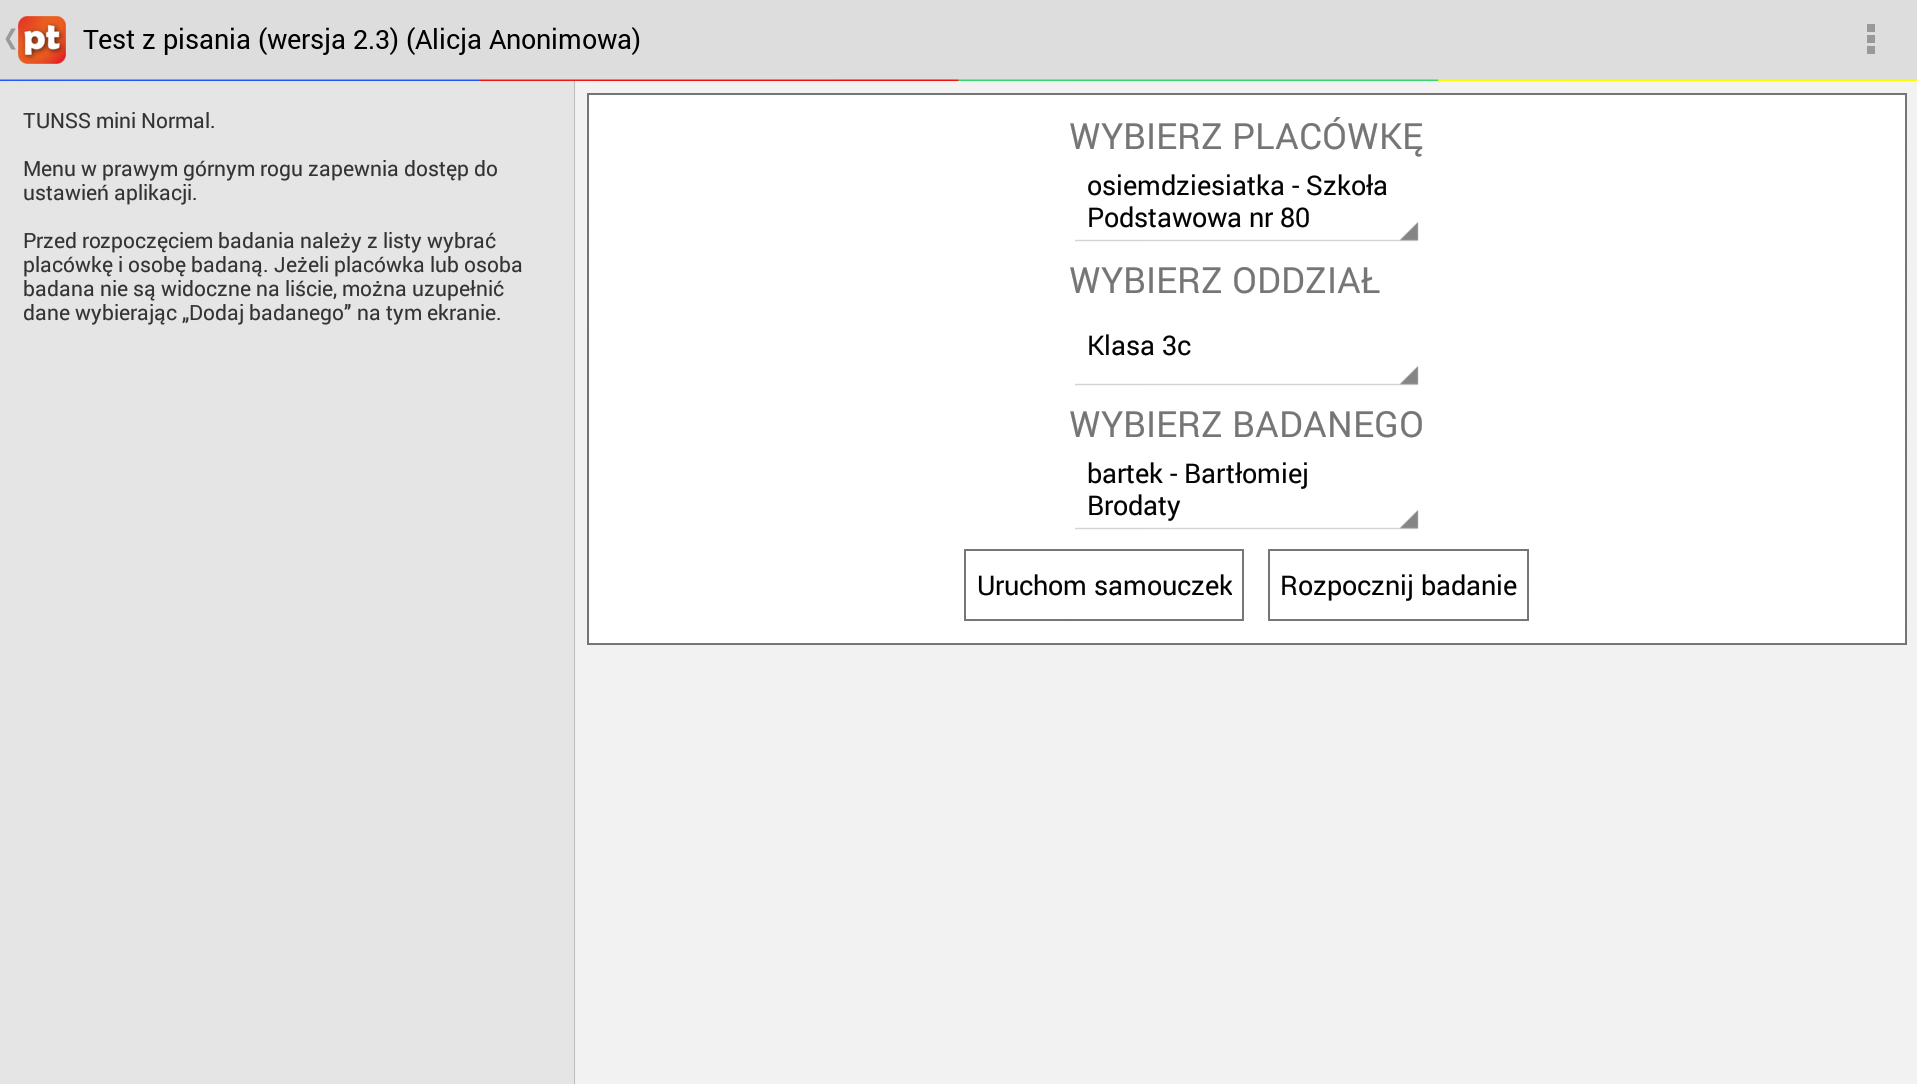 pt
Test z pisania (wersja 2.3) (Alicja Anonimowa)
TUNSS mini Normal.
Menu w prawym górnym rogu zapewnia dostęp do
ustawień aplikacji.
Przed rozpoczęciem badania należy z listy wybrać
placówkę i osobę badaną. Jeżeli placówka lub osoba
badana nie są widoczne na liście, można uzupełnić
dane wybierając „Dodaj badanego” na tym ekranie.
WYBIERZ PLACÓWKĘ
osiemdziesiatka - Szkoła
Podstawowa nr 80
WYBIERZ ODDZIAŁ
Klasa 3c
WYBIERZ BADANEGO
bartek - Bartłomiej
Brodaty
Uruchom samouczek
Rozpocznij badanie